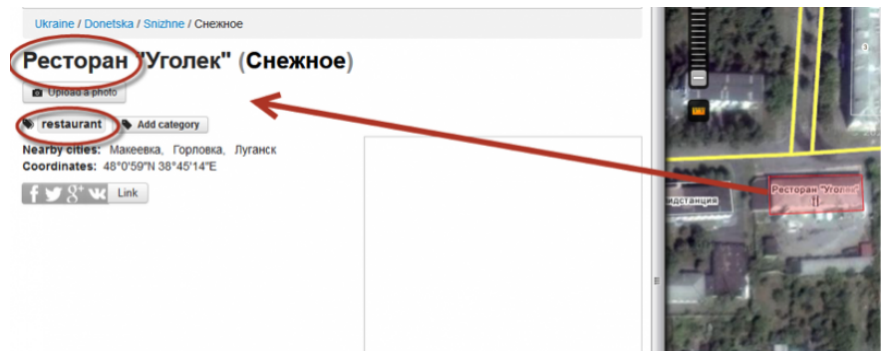 Ukraine / Donetska / Snizhne / Снежное
Ресторан "Уголек" (Снежное)
Upload a photo
restaurant Add category
Nearby cities: Макеевка, Горловка, Луганск
Coordinates: 48°0'59"N 38°45'14"E
Link
3
Ресторан "Уголек"
идстанция